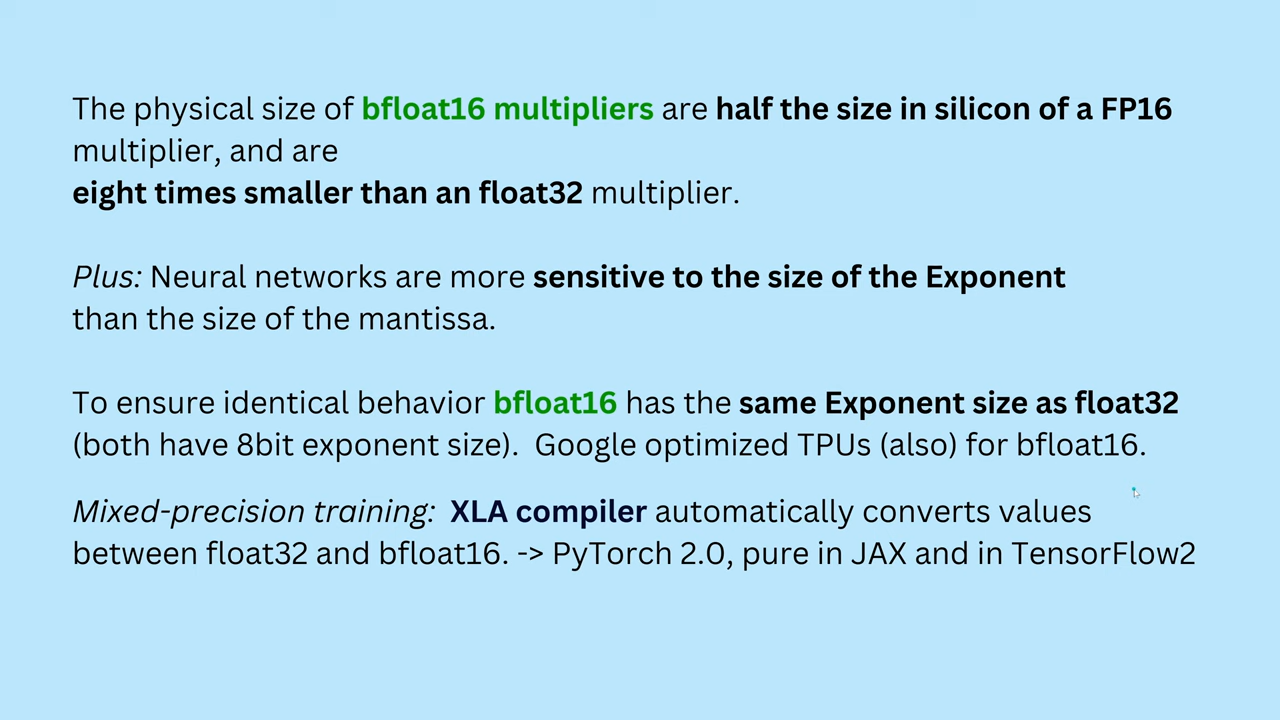 The physical size of bfloat16 multipliers are half the size in silicon of a FP16
multiplier, and are
eight times smaller than an float32 multiplier.
Plus: Neural networks are more sensitive to the size of the Exponent
than the size of the mantissa.
To ensure identical behavior bfloat16 has the same Exponent size as float32
(both have 8bit exponent size).  Google optimized TPUs (also) for bfloat16.
Mixed-precision training:  XLA compiler automatically converts values
between float32 and bfloat16. -> PyTorch 2.0, pure in JAX and in TensorFlow2